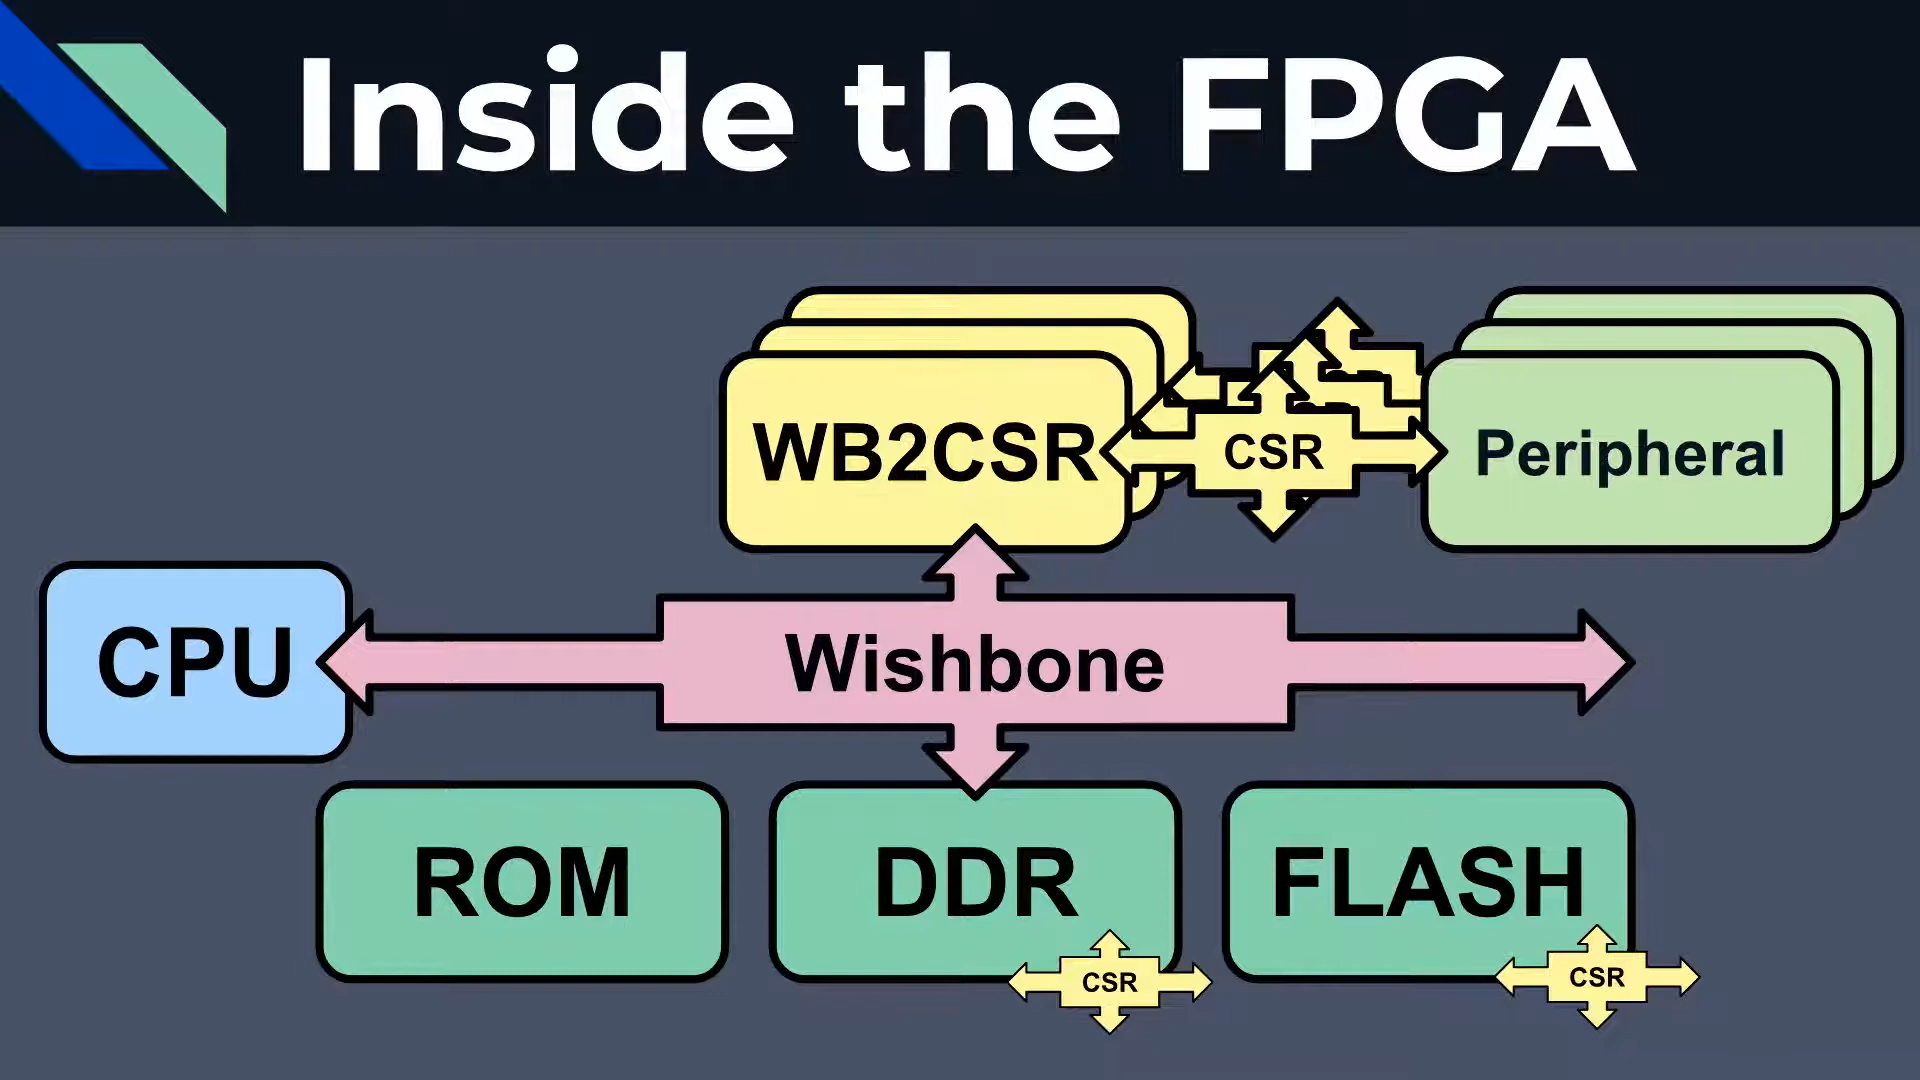 Inside the FPGA
WB2CSR
CSR
Peripheral
CPU
Wishbone
ROM
DDR
FLASH
CSR
CSR